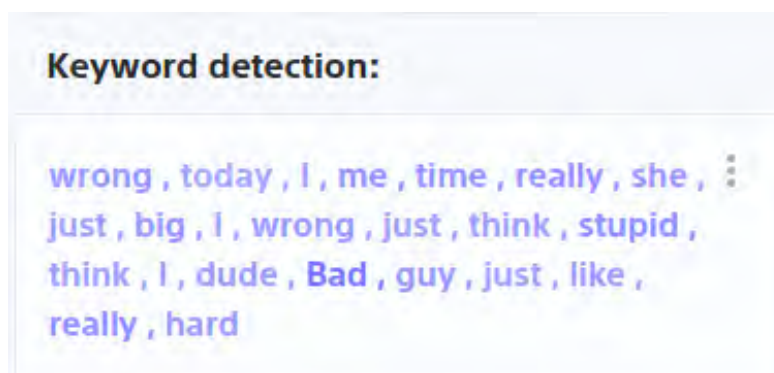 Keyword detection:
wrong , today , I , me , time , really , she ,
just , big , I , wrong , just , think , stupid ,
think , I , dude , Bad , guy , just , like ,
really , hard